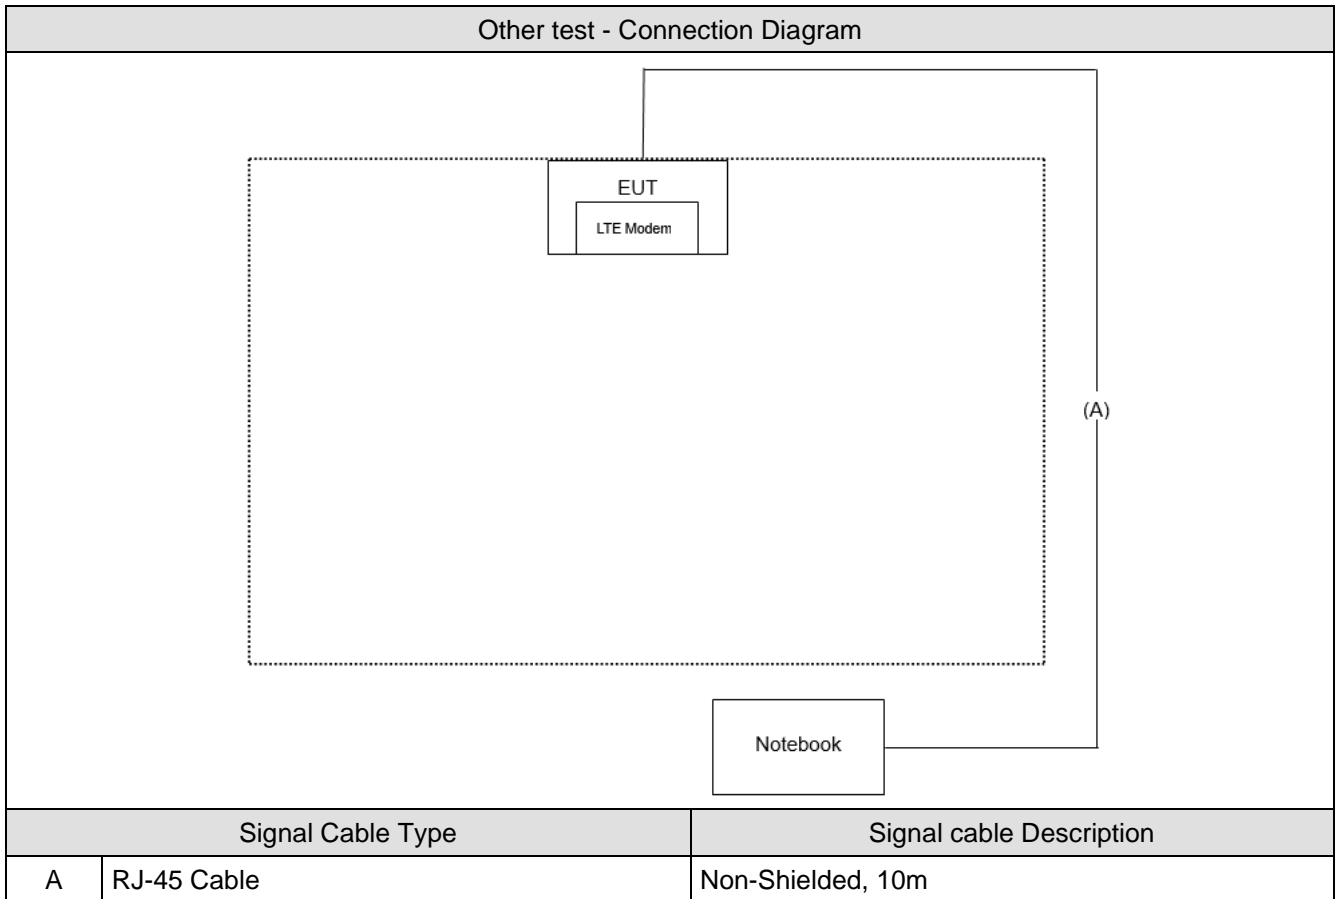 Other test - Connection Diagram
EUT
LTE Modem
(A)
Notebook
Signal Cable Type Signal cable Description
A RJ-45 Cable Non-Shielded, 10m